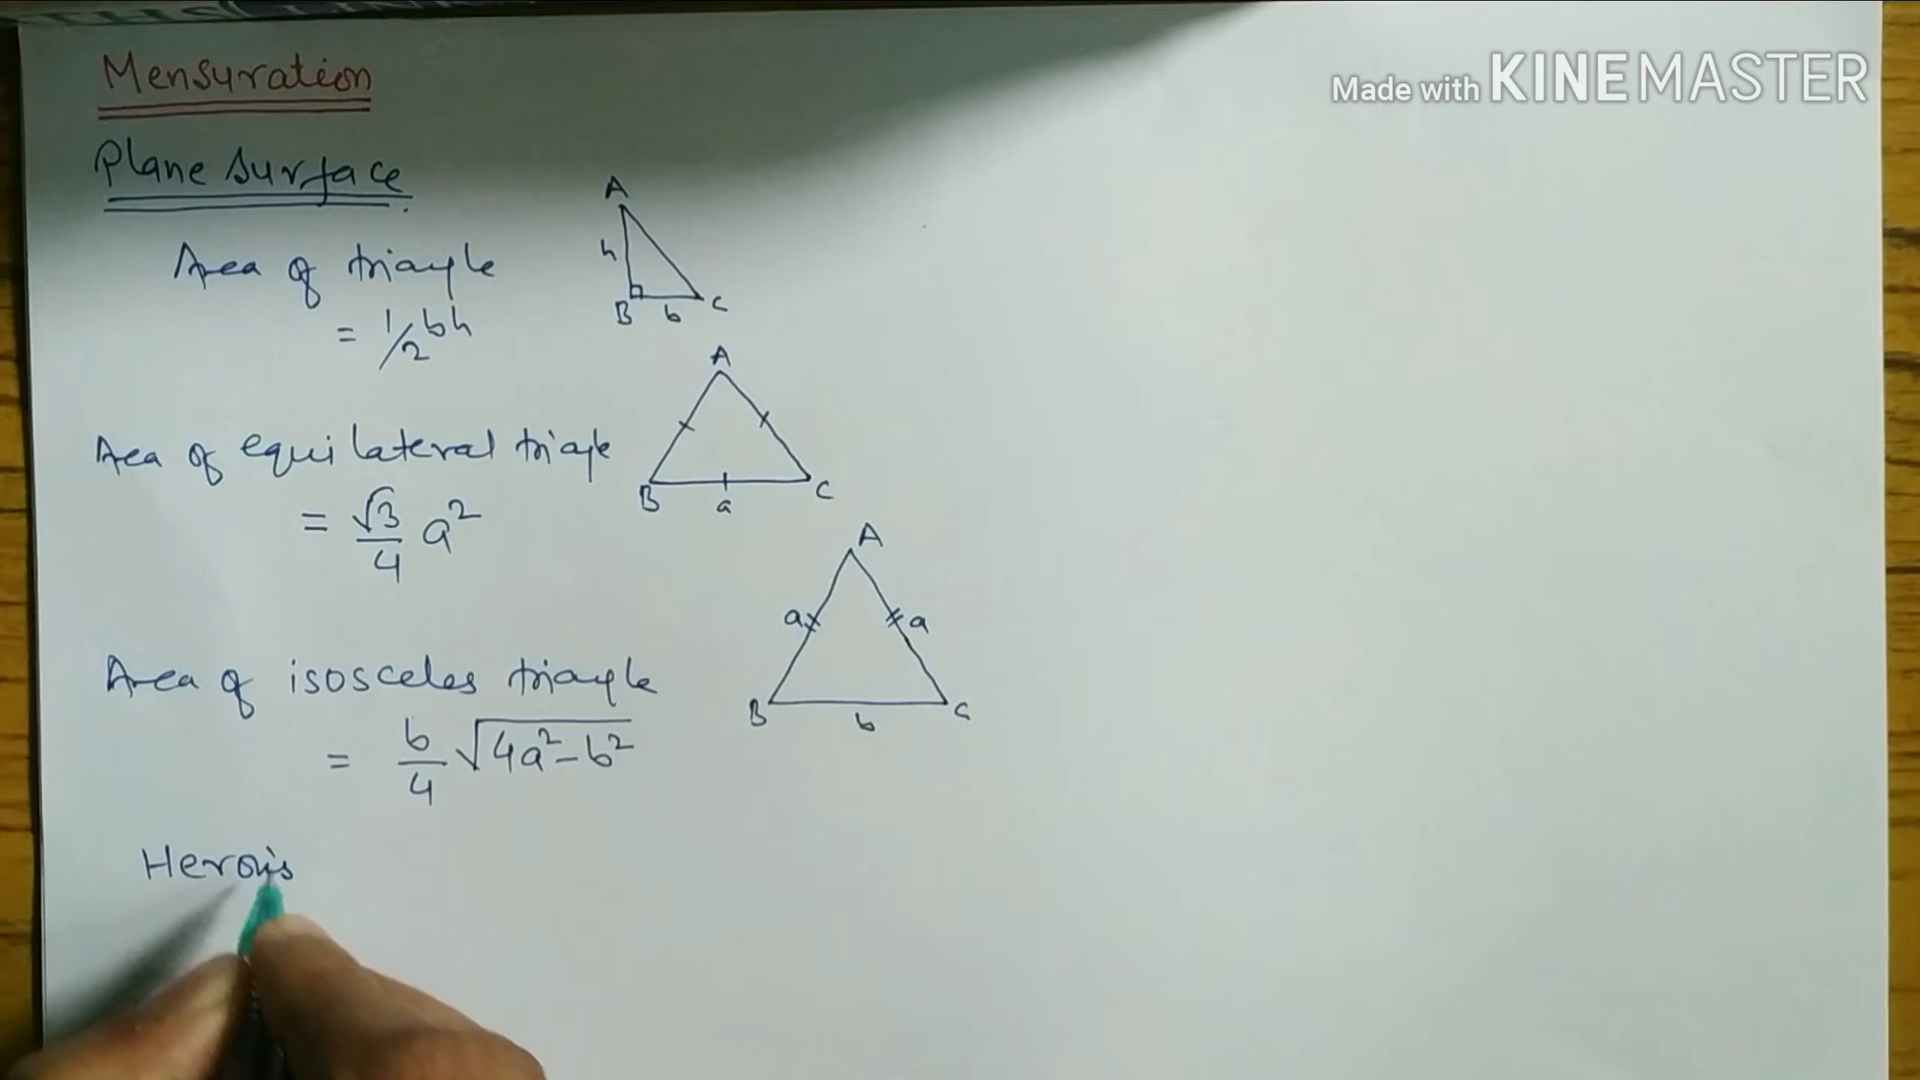 Made with KINEMASTER
Mensuration
Plane surface
Area of triangle
= 1/2 bh
A
h
B b C
Area of equilateral triangle
= √3/4 a²
A
B a C
Area of isosceles triangle
= b/4 √4a²-b²
A
a a
B b C